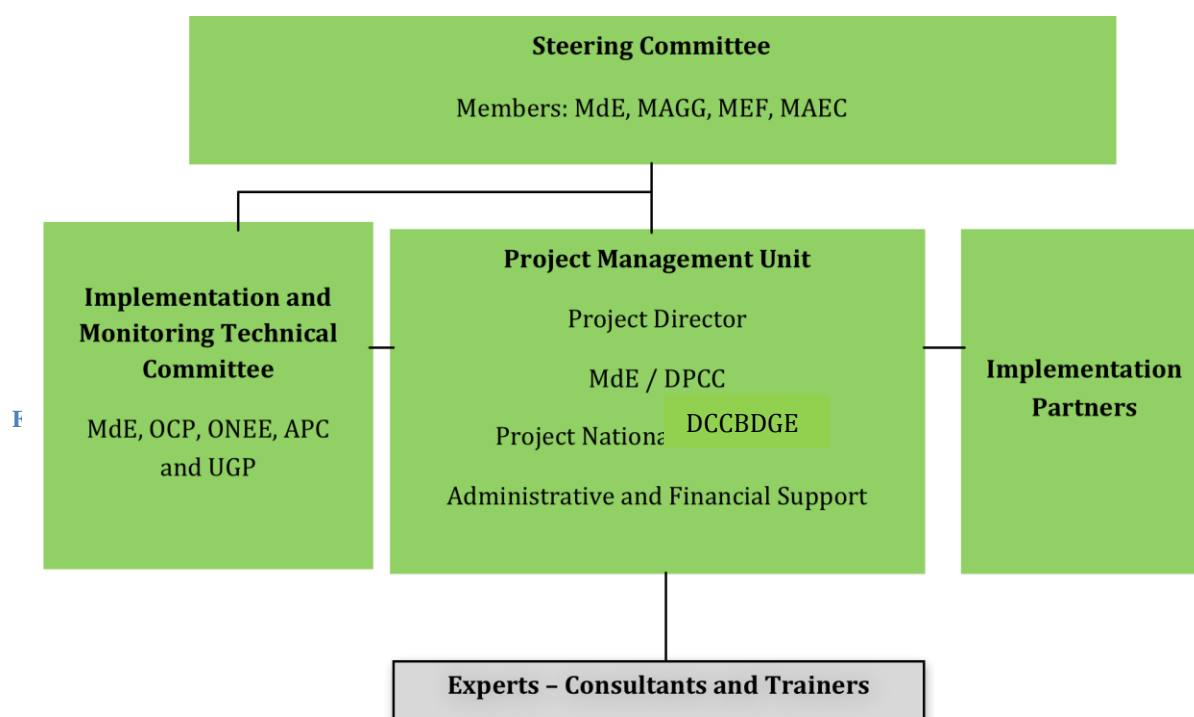 Steering Committee
Members: MdE, MAGG, MEF, MAEC
Implementation and
Monitoring Technical
Committee
MdE, OCP, ONEE, APC
and UGP
Project Management Unit
Project Director
MdE / DPCC
Project Nationa
DCCBDGE
Administrative and Financial Support
Implementation
Partners
Experts – Consultants and Trainers